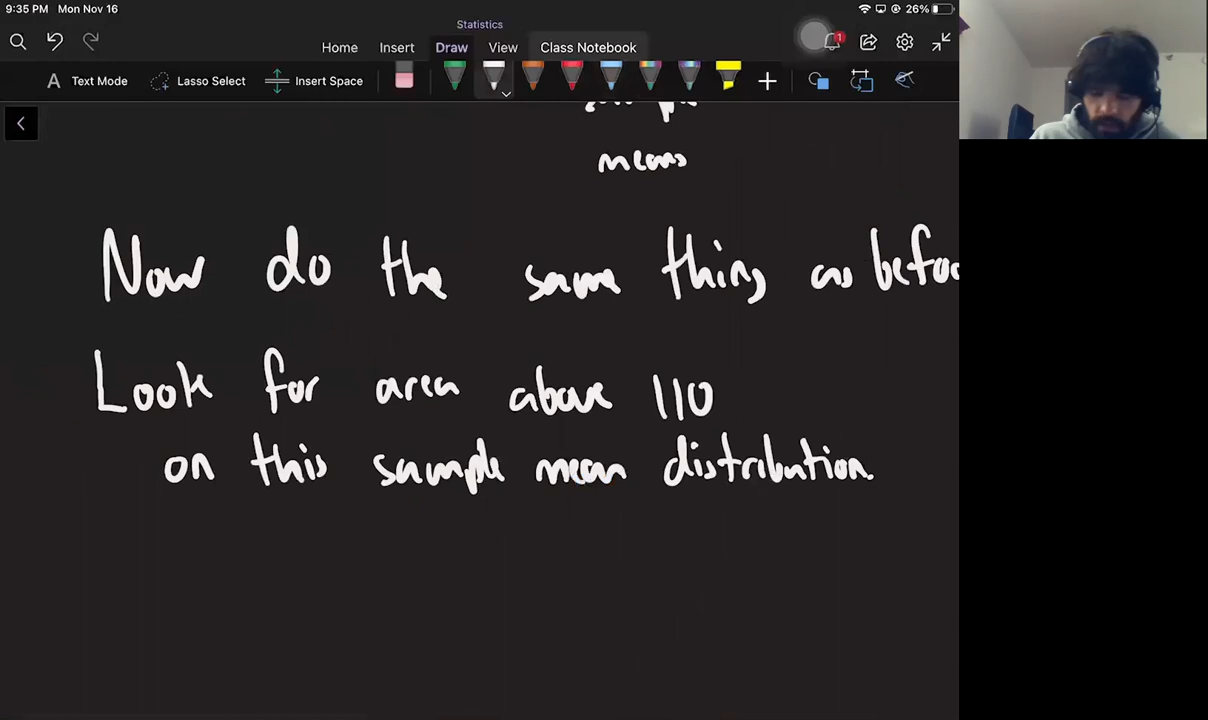 9:35 PM Mon Nov 16
26%
Statistics
1
Home Insert Draw View Class Notebook
Text Mode Lasso Select Insert Space
means
Now do the same thing as befo
Look for area above 110
on this sample mean distribution.